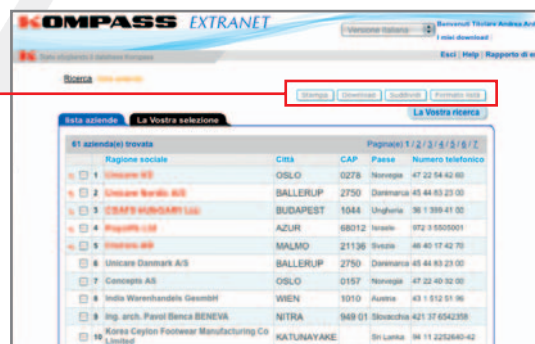 KOMPASS EXTRANET
Versione Italiana
Benvenuti Titolare Andrea
I miei download
Esci | Help | Rapporto di
Ricerca
Stampa Download Suddividi Formato lista
La Vostra ricerca
lista aziende La Vostra selezione
61 azienda(e) trovata Pagina(e) 1 / 2 / 3 / 4 / 5 / 6 / 7
Ragione sociale Città CAP Paese Numero telefonico
1 OSLO 0278 Norvegia 47 22 54 42 60
2 Unicare Nordic A/S BALLERUP 2750 Danimarca 45 44 83 23 00
3 BUDAPEST 1044 Ungheria 36 1 399-41 00
4 AZUR 68012 Israele 972 3 5505001
5 MALMO 21136 Svezia 46 40 17 42 70
6 Unicare Danmark A/S BALLERUP 2750 Danimarca 45 44 83 23 00
7 Concepts AS OSLO 0157 Norvegia 47 22 40 32 00
8 India Warenhandels GesmbH WIEN 1010 Austria 43 1 512 51 96
9 ing. arch. Pavol Benca BENEVA NITRA 949 01 Slovacchia 421 37 6542358
10 Korea Ceylon Footwear Manufacturing Co Limited KATUNAYAKE Sri Lanka 94 11 2252640-42